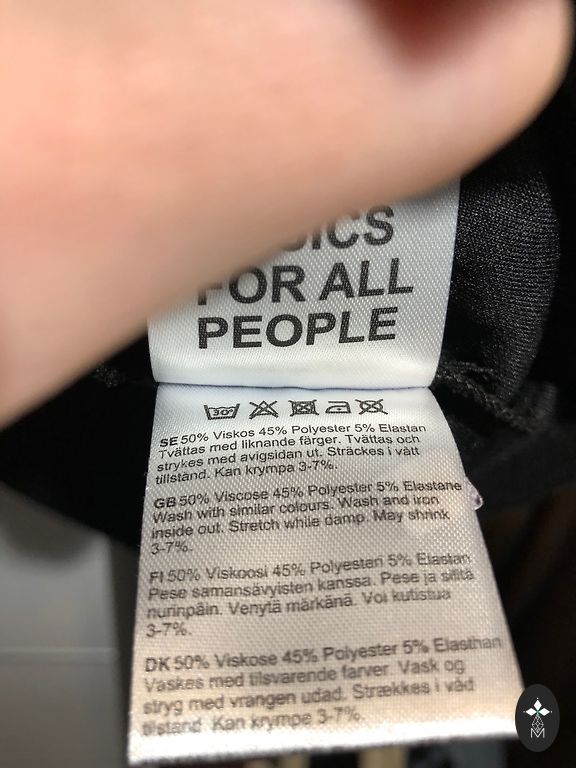 FOR ALL
PEOPLE
30°
SE 50% Viskos 45% Polyester 5% Elastan
Tvättas med liknande färger. Tvättas och
strykes med avigsidan ut. Sträckes i vått
tillstånd. Kan krympa 3-7%.
GB 50% Viscose 45% Polyester 5% Elastane
Wash with similar colours. Wash and iron
inside out. Stretch while damp. May shrink
3-7%.
FI 50% Viskoosi 45% Polyesteri 5% Elastan
Pese samansävyisten kanssa. Pese ja silitä
nurinpäin. Venytä märkänä. Voi kutistua
3-7%.
DK 50% Viskose 45% Polyester 5% Elasthan
Vaskes med tilsvarende farver. Vask og
stryg med vrangen udad. Strækkes i våd
tilstand. Kan krympe 3-7%.
M